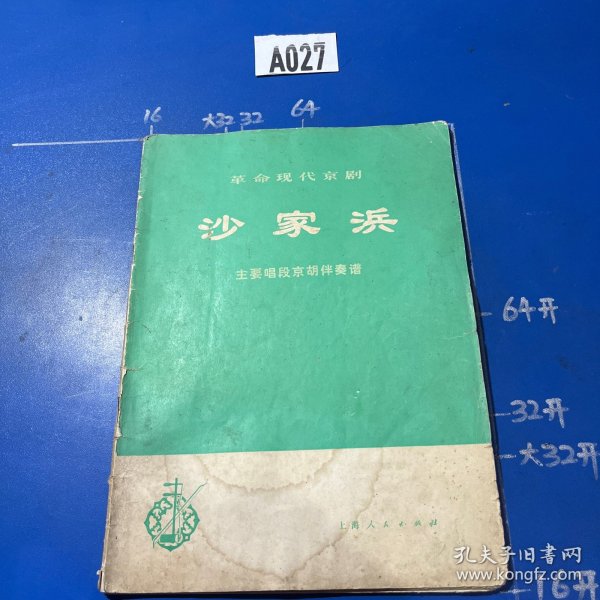 A027
16 大32 32 64
革命现代京剧
沙家浜
主要唱段京胡伴奏谱
64开
32开
大32开
上海人民出版社
孔夫子旧书网
www.kongfz.com
16开